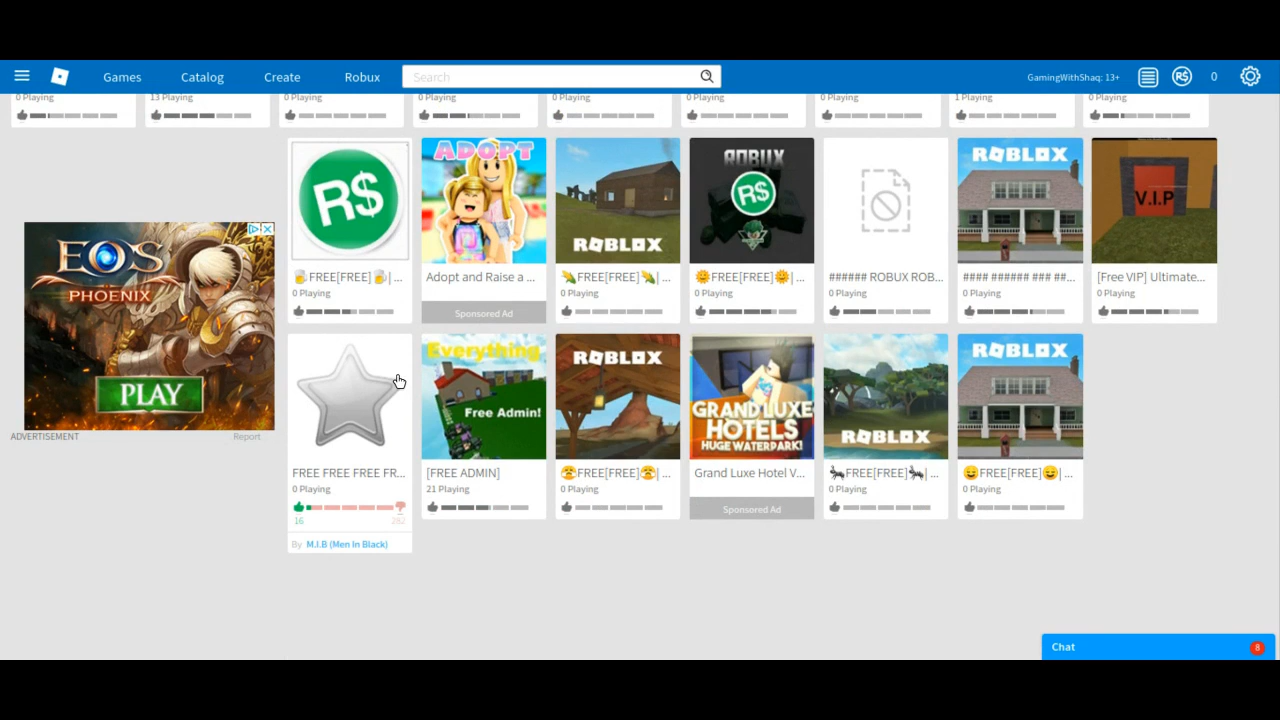 Games
Catalog
Create
Robux
Search
GamingWithShaq: 13+
0
0 Playing
13 Playing
0 Playing
0 Playing
0 Playing
0 Playing
0 Playing
1 Playing
0 Playing
R$
ADOPT
ROBLOX
ROBUX
R$
ROBLOX
V.I.P
🍺FREE[FREE]🍺| ...
Adopt and Raise a ...
🌽FREE[FREE]🌽| ...
🌞FREE[FREE]🌞| ...
###### ROBUX ROB...
#### ###### ### ##...
[Free VIP] Ultimate...
0 Playing
Sponsored Ad
0 Playing
0 Playing
0 Playing
0 Playing
0 Playing
EOS
PHOENIX
PLAY
ADVERTISEMENT
Report
Everything
Free Admin!
ROBLOX
GRAND LUXE
HOTELS
HUGE WATERPARK!
ROBLOX
ROBLOX
FREE FREE FREE FR...
[FREE ADMIN]
😤FREE[FREE]😤| ...
Grand Luxe Hotel V...
🐜FREE[FREE]🐜| ...
😄FREE[FREE]😄| ...
0 Playing
21 Playing
0 Playing
Sponsored Ad
0 Playing
0 Playing
16
282
By M.I.B (Men In Black)
Chat
8